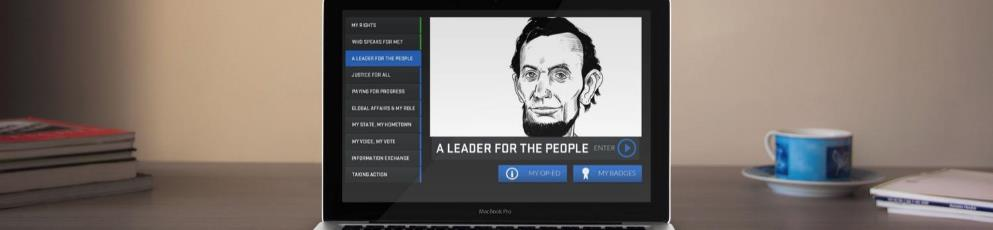 MY RIGHTS
WHO SPEAKS FOR ME?
A LEADER FOR THE PEOPLE
JUSTICE FOR ALL
PAYING FOR PROGRESS
GLOBAL AFFAIRS & MY ROLE
MY STATE, MY HOMETOWN
MY VOICE, MY VOTE
INFORMATION EXCHANGE
TAKING ACTION
A LEADER FOR THE PEOPLE ENTER
MY OP-ED MY BADGES
MacBook Pro